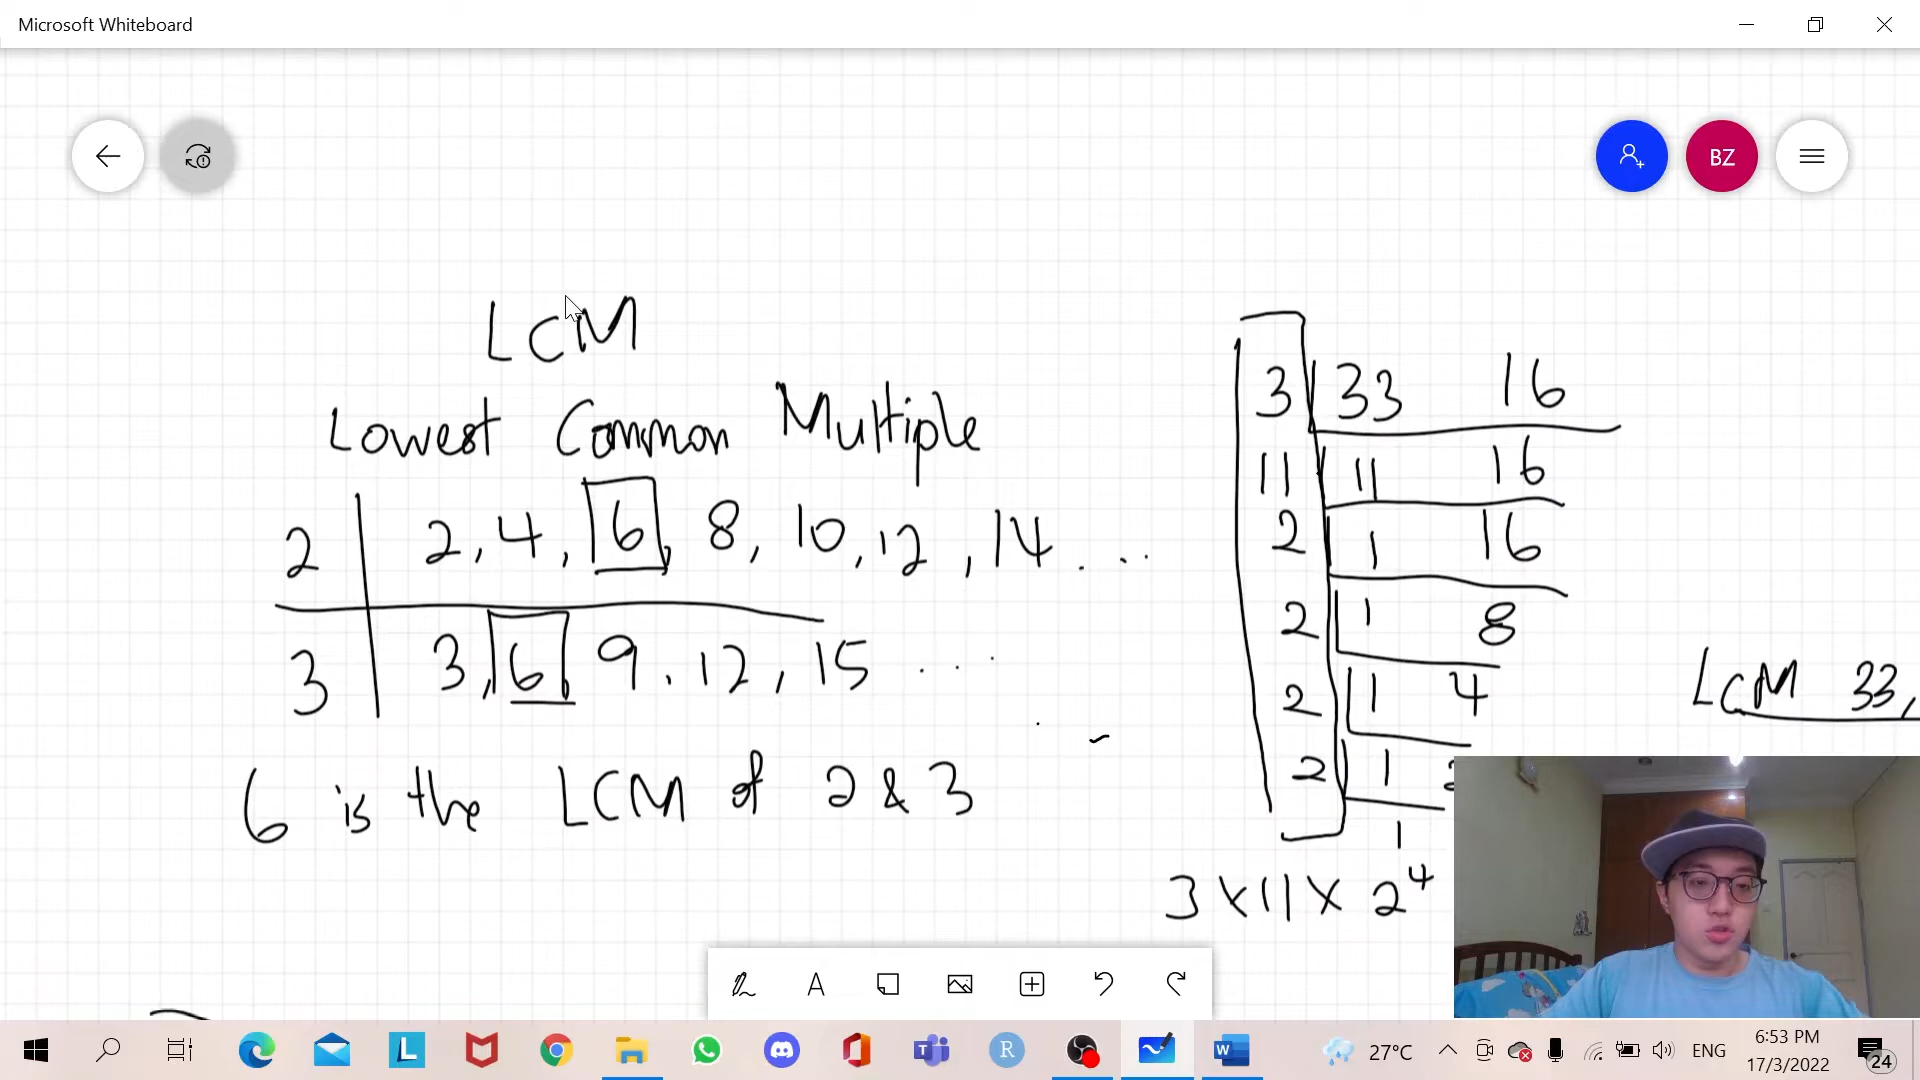 Microsoft Whiteboard
BZ
LCM
Lowest Common Multiple
2 2, 4, 6, 8, 10, 12, 14 ...
3 3, 6, 9, 12, 15 ...
6 is the LCM of 2 & 3
3 33 16
11 11 16
2 1 16
2 1 8
2 1 4
2 1
1
3 x 11 x 2⁴
LCM 33,
A
L
R
W
27°C
ENG
6:53 PM
17/3/2022
24